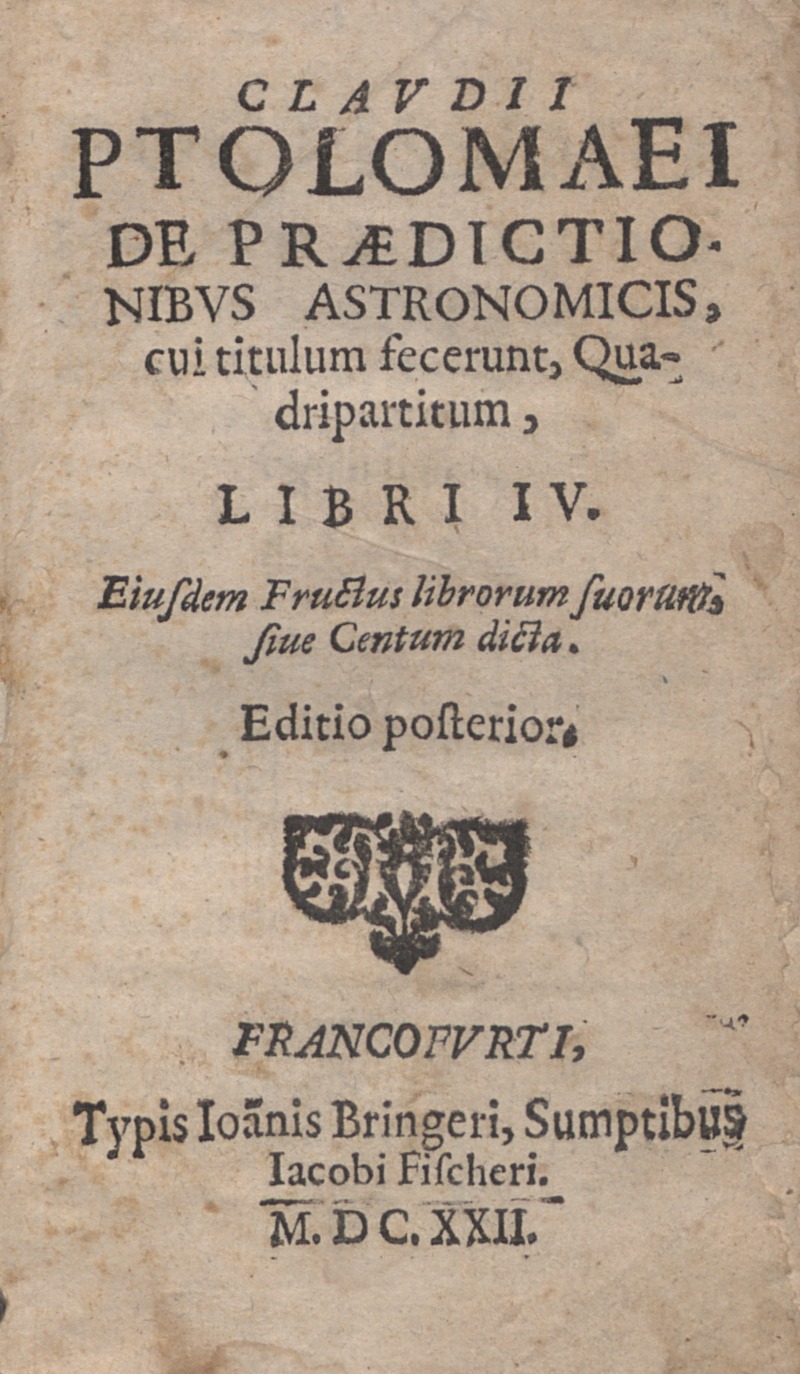 CLAVDII
PTOLOMAEI
DE PRÆDICTIO-
NIBVS ASTRONOMICIS,
cui titulum fecerunt, Qua-
dripartitum,
LIBRI IV.
Eiuſdem Fructus librorum ſuorum,
ſiue Centum dicta.
Editio poſterior.
FRANCOFVRTI,
Typis Ioãnis Bringeri, Sumptibus
Iacobi Fiſcheri.
M. DC. XXII.